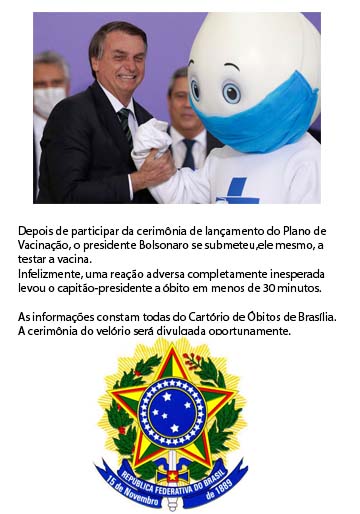 Depois de participar da cerimônia de lançamento do Plano de
Vacinação, o presidente Bolsonaro se submeteu,ele mesmo, a
testar a vacina.
Infelizmente, uma reação adversa completamente inesperada
levou o capitão-presidente a óbito em menos de 30 minutos.
As informações constam todas do Cartório de Óbitos de Brasília.
A cerimônia do velório será divulgada oportunamente.
REPÚBLICA FEDERATIVA DO BRASIL
15 de Novembro de 1889